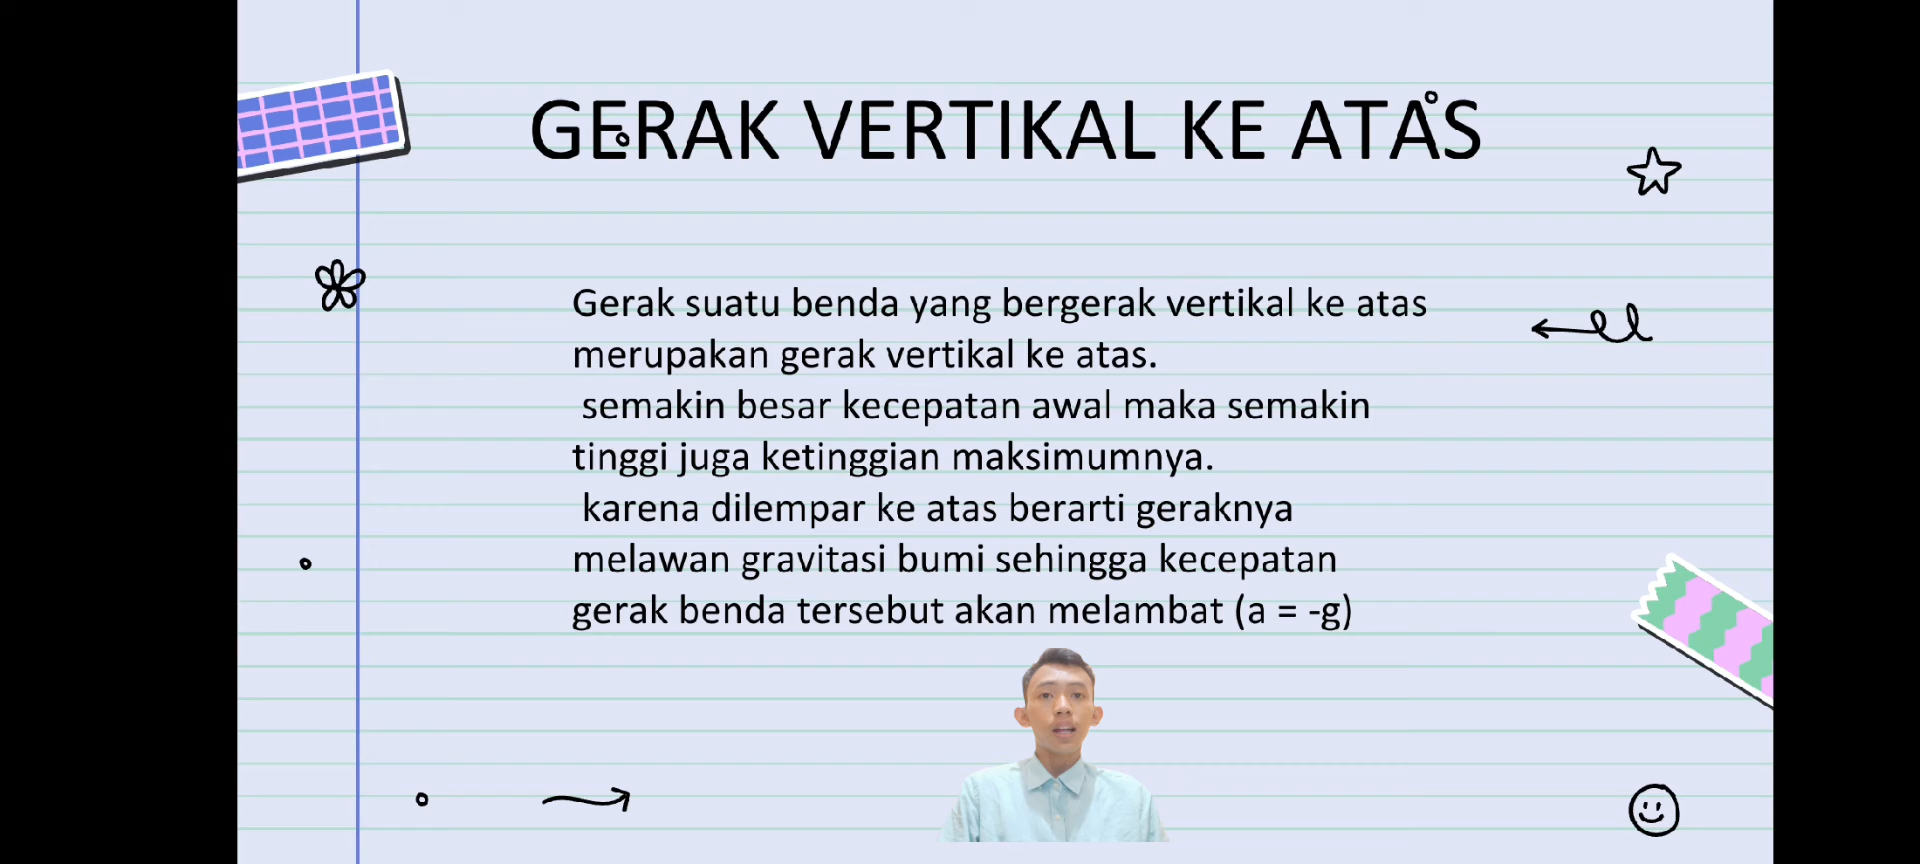 GERAK VERTIKAL KE ATAS
Gerak suatu benda yang bergerak vertikal ke atas
merupakan gerak vertikal ke atas.
semakin besar kecepatan awal maka semakin
tinggi juga ketinggian maksimumnya.
karena dilempar ke atas berarti geraknya
melawan gravitasi bumi sehingga kecepatan
gerak benda tersebut akan melambat (a = -g)